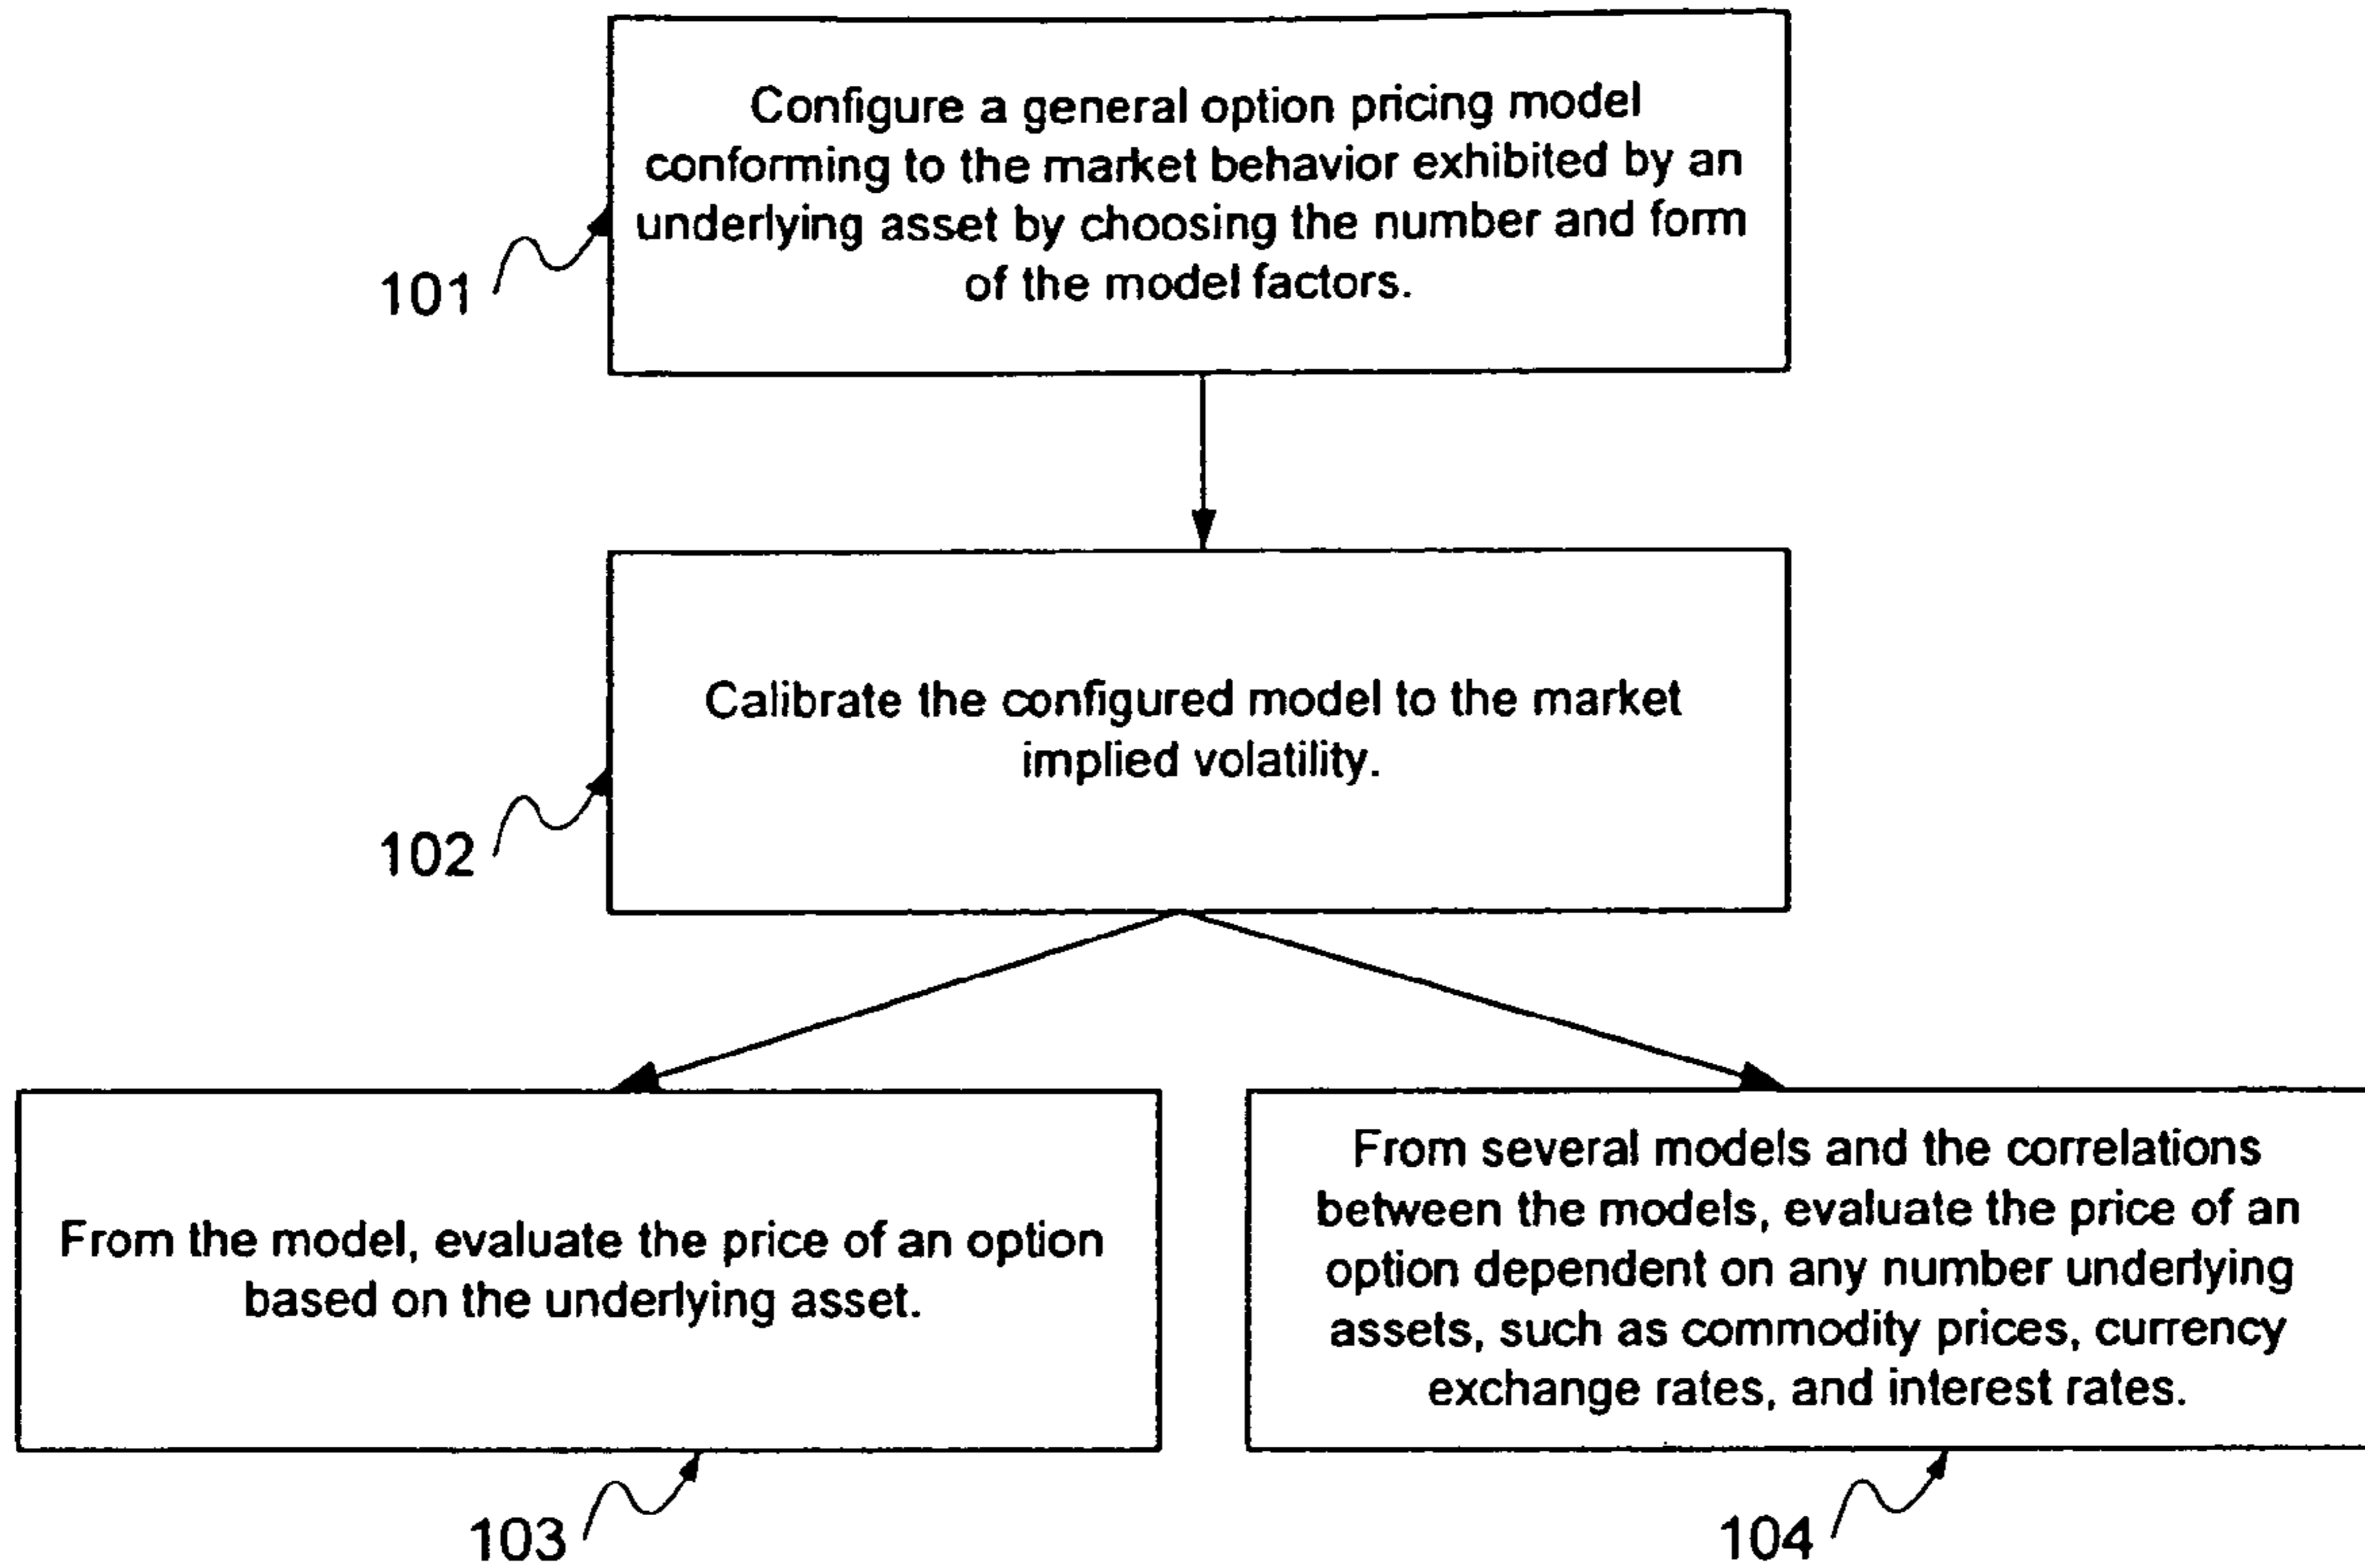 Configure a general option pricing model
conforming to the market behavior exhibited by an
underlying asset by choosing the number and form
of the model factors.
101
Calibrate the configured model to the market
implied volatility.
102
From the model, evaluate the price of an option
based on the underlying asset.
103
From several models and the correlations
between the models, evaluate the price of an
option dependent on any number underlying
assets, such as commodity prices, currency
exchange rates, and interest rates.
104